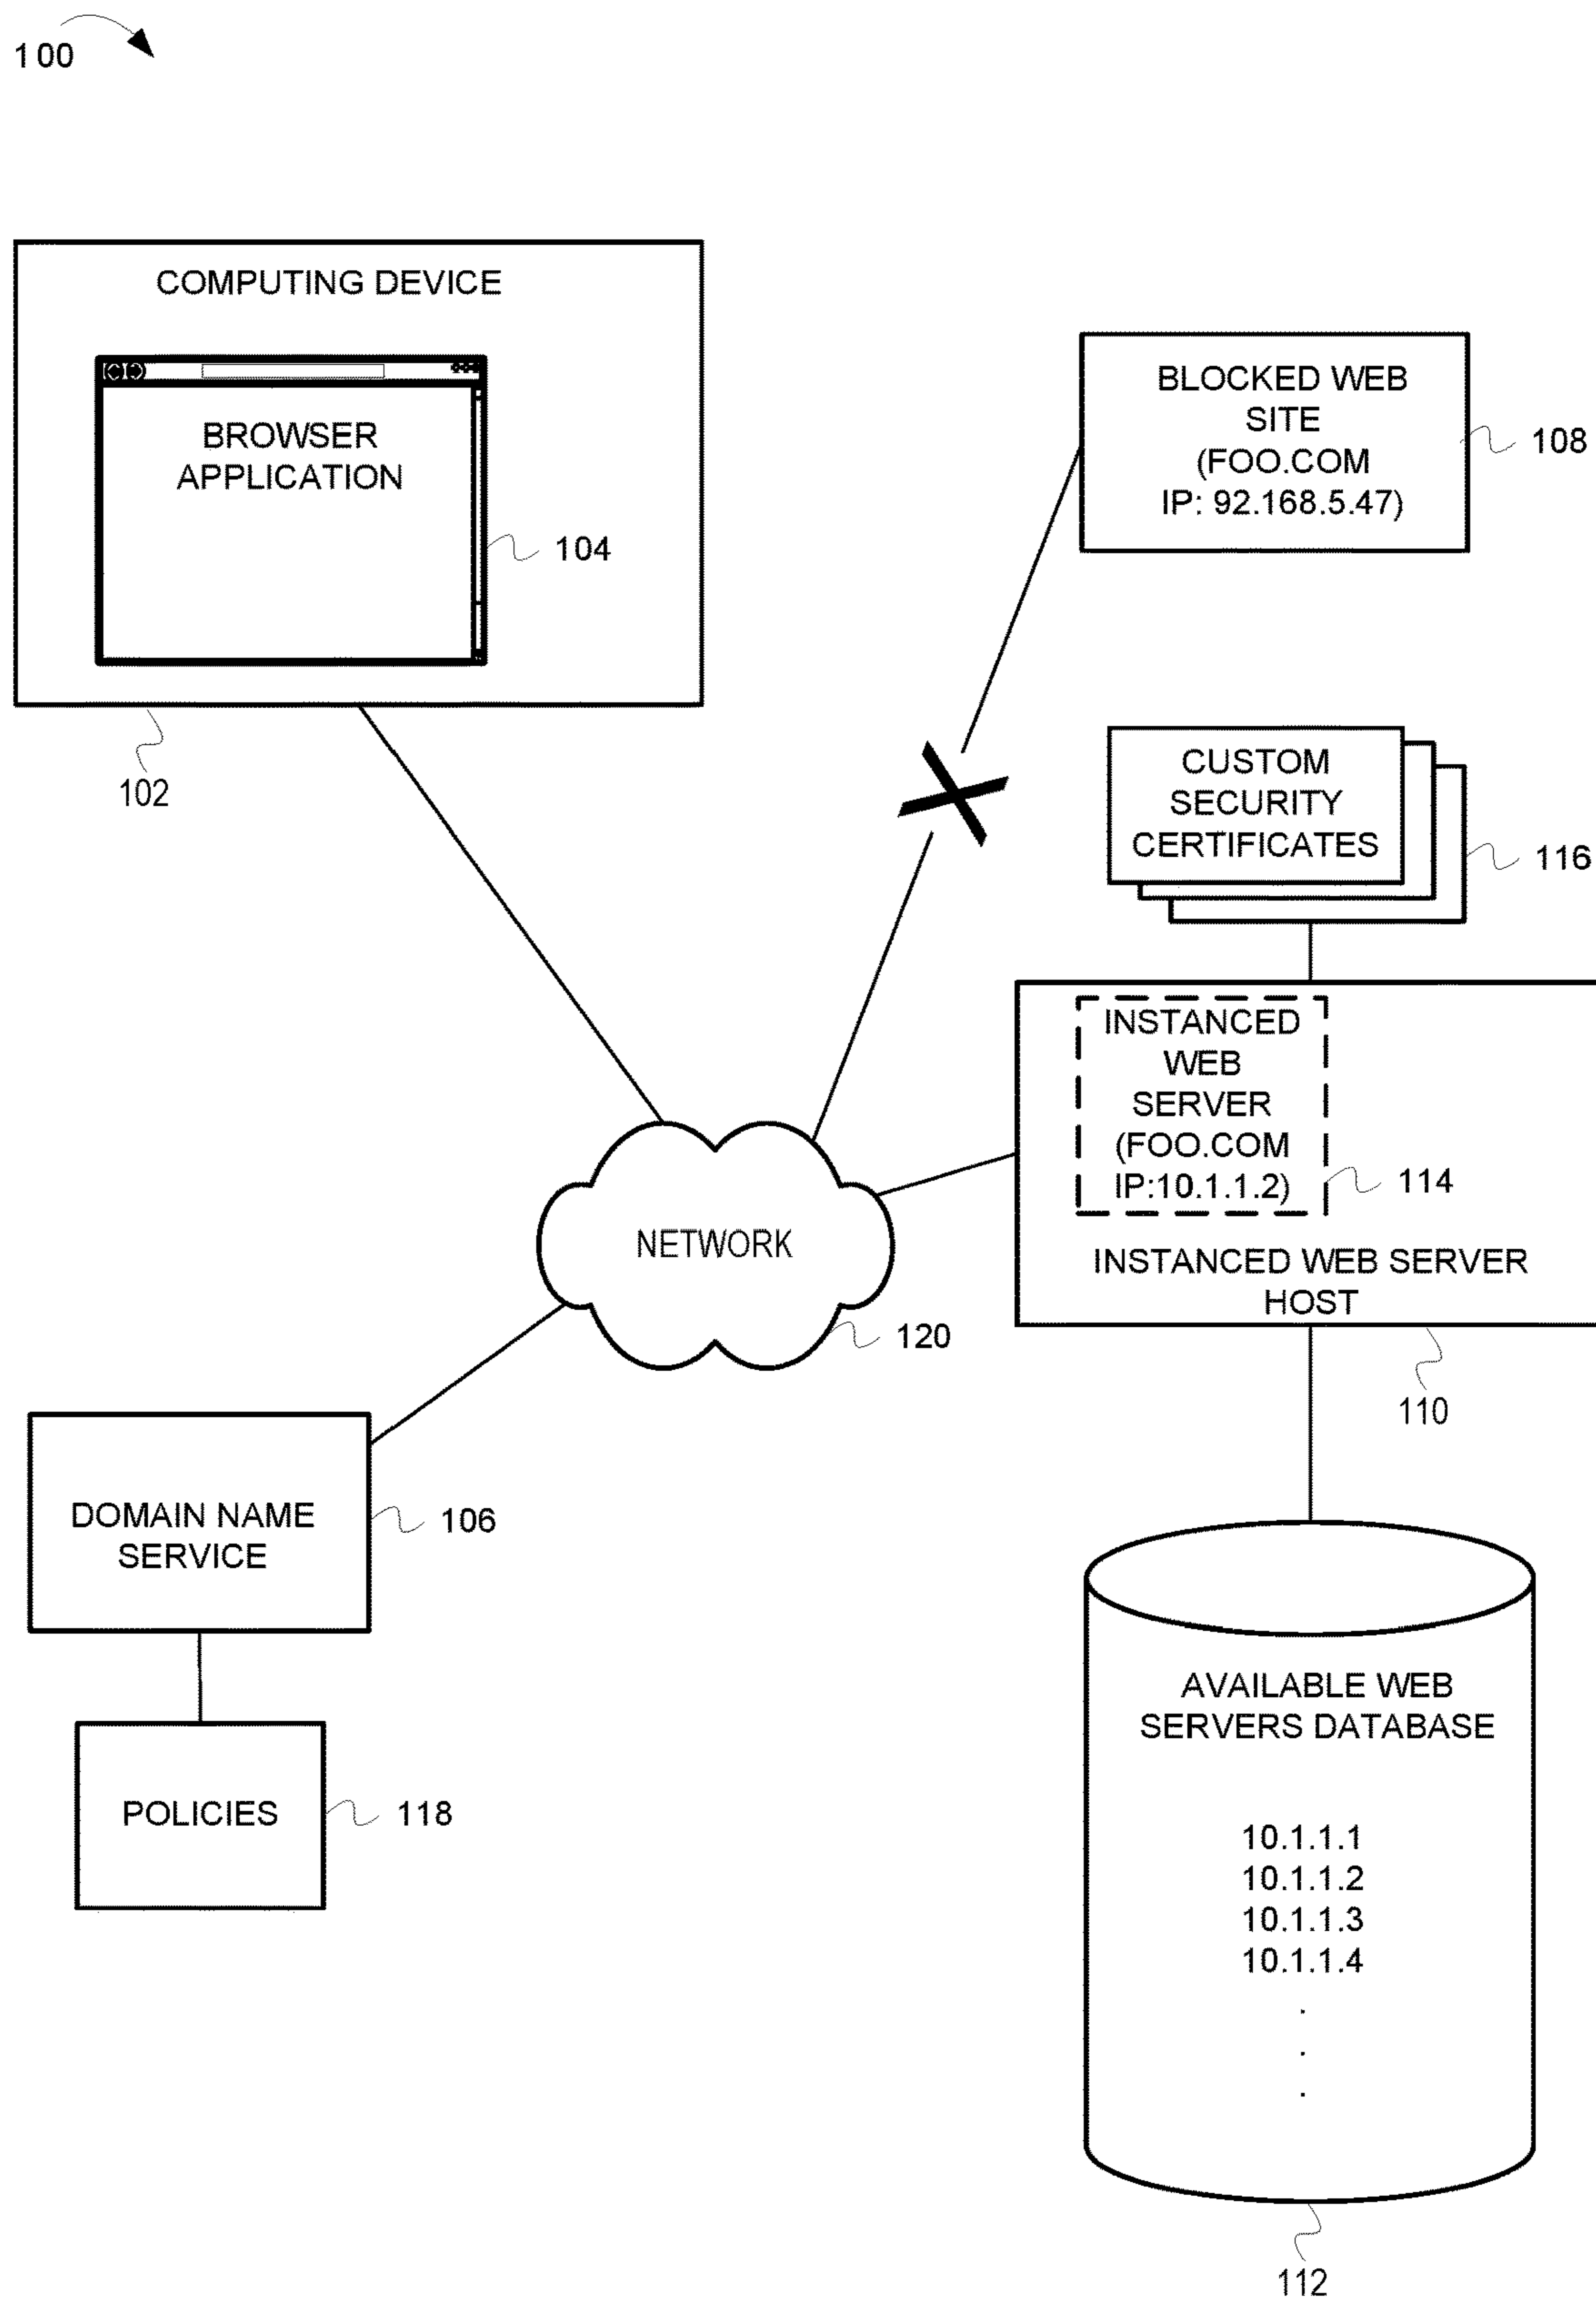 100
COMPUTING DEVICE
BROWSER
APPLICATION
104
102
BLOCKED WEB
SITE
(FOO.COM
IP: 92.168.5.47)
108
CUSTOM
SECURITY
CERTIFICATES
116
INSTANCED
WEB
SERVER
(FOO.COM
IP:10.1.1.2)
114
INSTANCED WEB SERVER
HOST
110
NETWORK
120
DOMAIN NAME
SERVICE
106
POLICIES
118
AVAILABLE WEB
SERVERS DATABASE
10.1.1.1
10.1.1.2
10.1.1.3
10.1.1.4
.
.
.
112